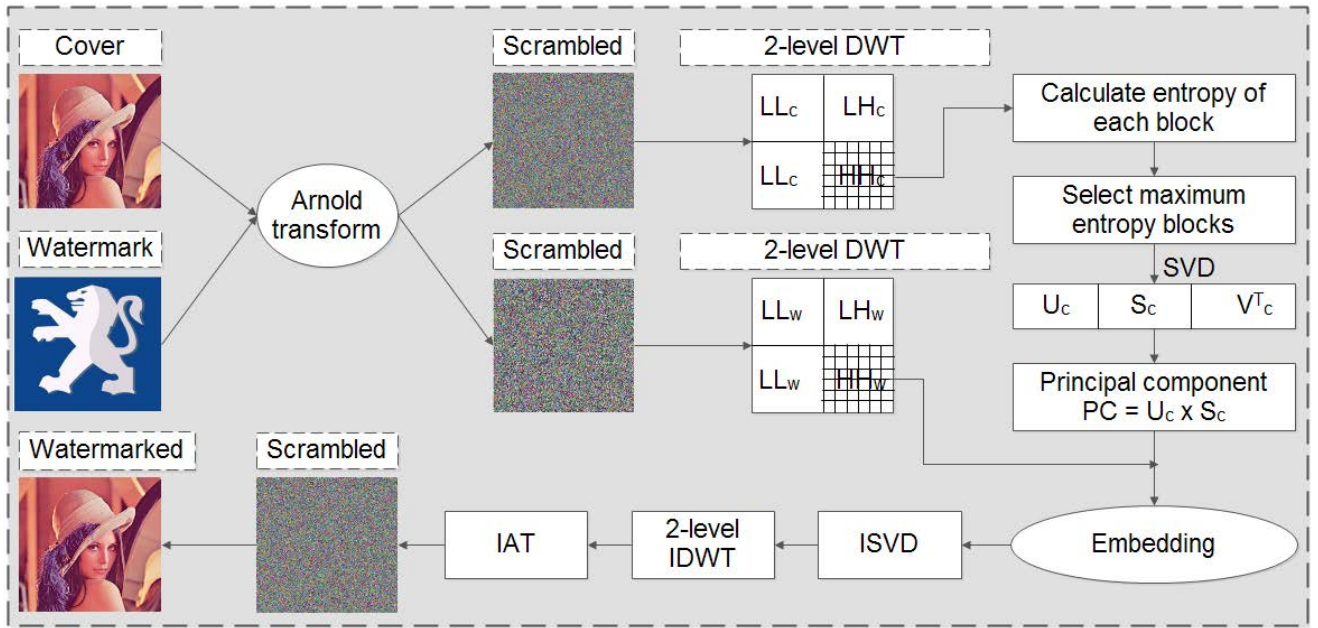 Cover
Scrambled
2-level DWT
LLc
LHc
LLc
HHc
Calculate entropy of
each block
Arnold
transform
Select maximum
entropy blocks
Watermark
Scrambled
2-level DWT
SVD
LLw
LHw
LLw
HHw
Uc
Sc
VᵀC
Principal component
PC = Uc x Sc
Watermarked
Scrambled
IAT
2-level
IDWT
ISVD
Embedding